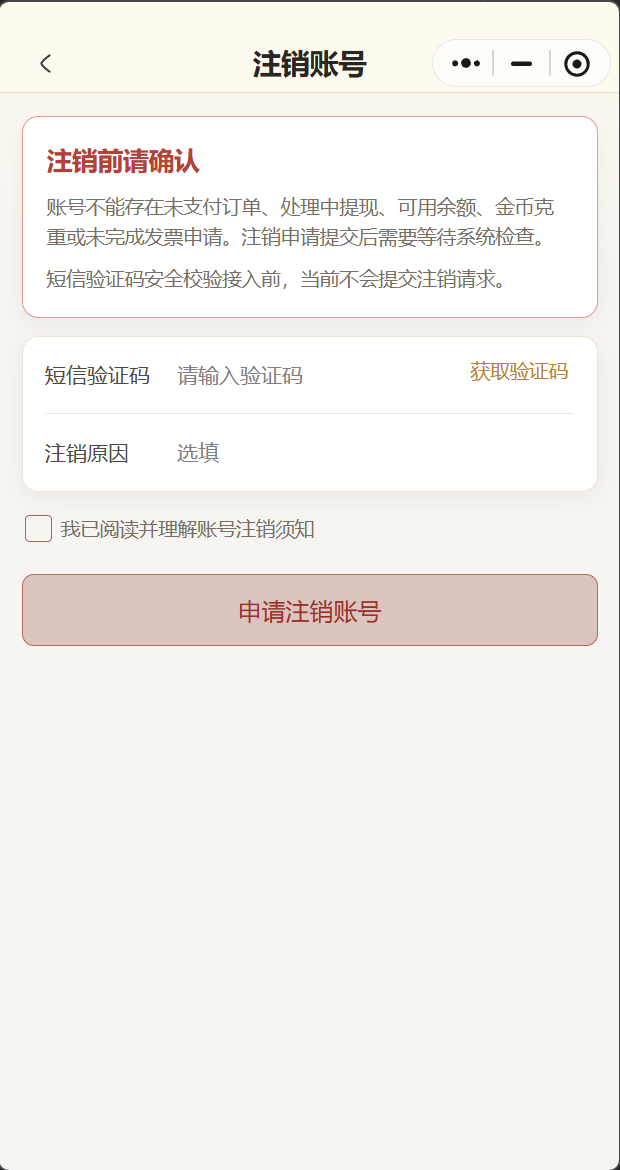 注销账号
注销前请确认
账号不能存在未支付订单、处理中提现、可用余额、金币克
重或未完成发票申请。注销申请提交后需要等待系统检查。
短信验证码安全校验接入前，当前不会提交注销请求。
短信验证码 请输入验证码 获取验证码
注销原因 选填
我已阅读并理解账号注销须知
申请注销账号